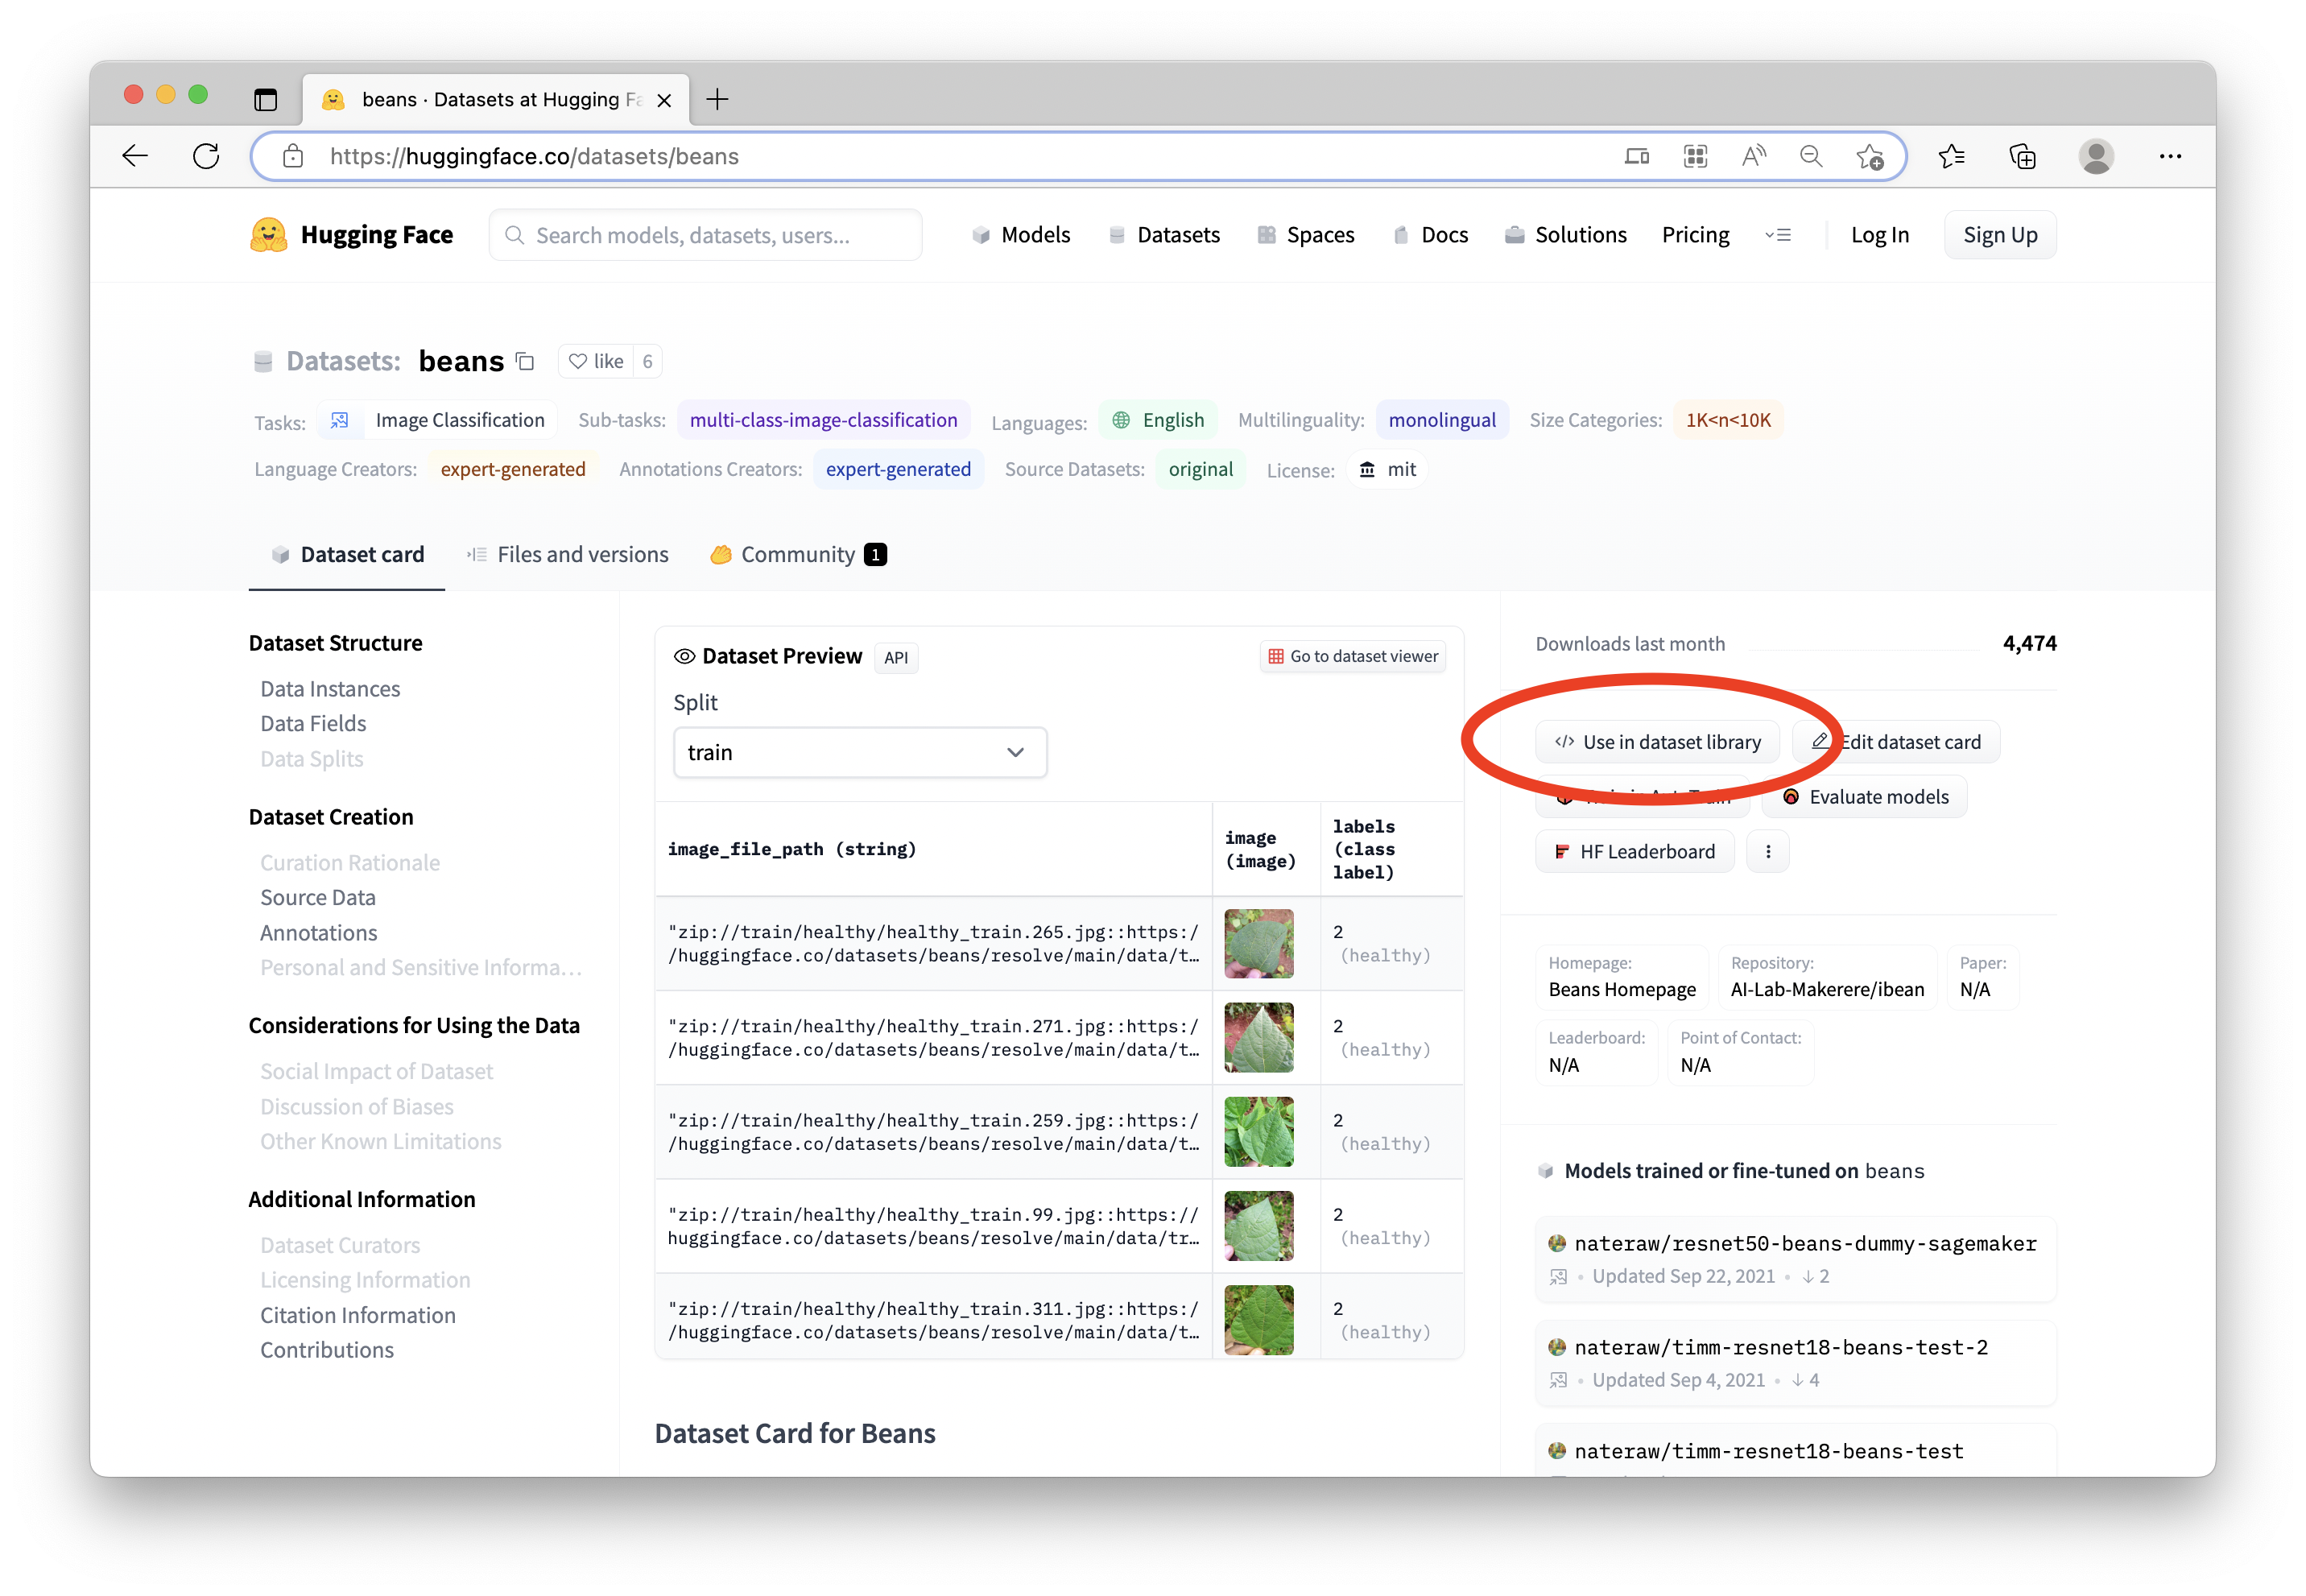 beans · Datasets at Hugging Fa
https://huggingface.co/datasets/beans
Hugging Face
Search models, datasets, users...
Models
Datasets
Spaces
Docs
Solutions
Pricing
Log In
Sign Up
Datasets: beans
like 6
Tasks: Image Classification Sub-tasks: multi-class-image-classification Languages: English Multilinguality: monolingual Size Categories: 1K<n<10K
Language Creators: expert-generated Annotations Creators: expert-generated Source Datasets: original License: mit
Dataset card
Files and versions
Community 1
Dataset Structure
Data Instances
Data Fields
Data Splits
Dataset Creation
Curation Rationale
Source Data
Annotations
Personal and Sensitive Informa...
Considerations for Using the Data
Social Impact of Dataset
Discussion of Biases
Other Known Limitations
Additional Information
Dataset Curators
Licensing Information
Citation Information
Contributions
Dataset Preview API
Go to dataset viewer
Split
train
image_file_path (string)
image
(image)
labels
(class
label)
"zip://train/healthy/healthy_train.265.jpg::https:/
/huggingface.co/datasets/beans/resolve/main/data/t…
2
(healthy)
"zip://train/healthy/healthy_train.271.jpg::https:/
/huggingface.co/datasets/beans/resolve/main/data/t…
2
(healthy)
"zip://train/healthy/healthy_train.259.jpg::https:/
/huggingface.co/datasets/beans/resolve/main/data/t…
2
(healthy)
"zip://train/healthy/healthy_train.99.jpg::https://
huggingface.co/datasets/beans/resolve/main/data/tr…
2
(healthy)
"zip://train/healthy/healthy_train.311.jpg::https:/
/huggingface.co/datasets/beans/resolve/main/data/t…
2
(healthy)
Dataset Card for Beans
Downloads last month 4,474
</> Use in dataset library
Edit dataset card
Evaluate models
HF Leaderboard
Homepage:
Beans Homepage
Repository:
AI-Lab-Makerere/ibean
Paper:
N/A
Leaderboard:
N/A
Point of Contact:
N/A
Models trained or fine-tuned on beans
nateraw/resnet50-beans-dummy-sagemaker
Updated Sep 22, 2021 • ↓ 2
nateraw/timm-resnet18-beans-test-2
Updated Sep 4, 2021 • ↓ 4
nateraw/timm-resnet18-beans-test